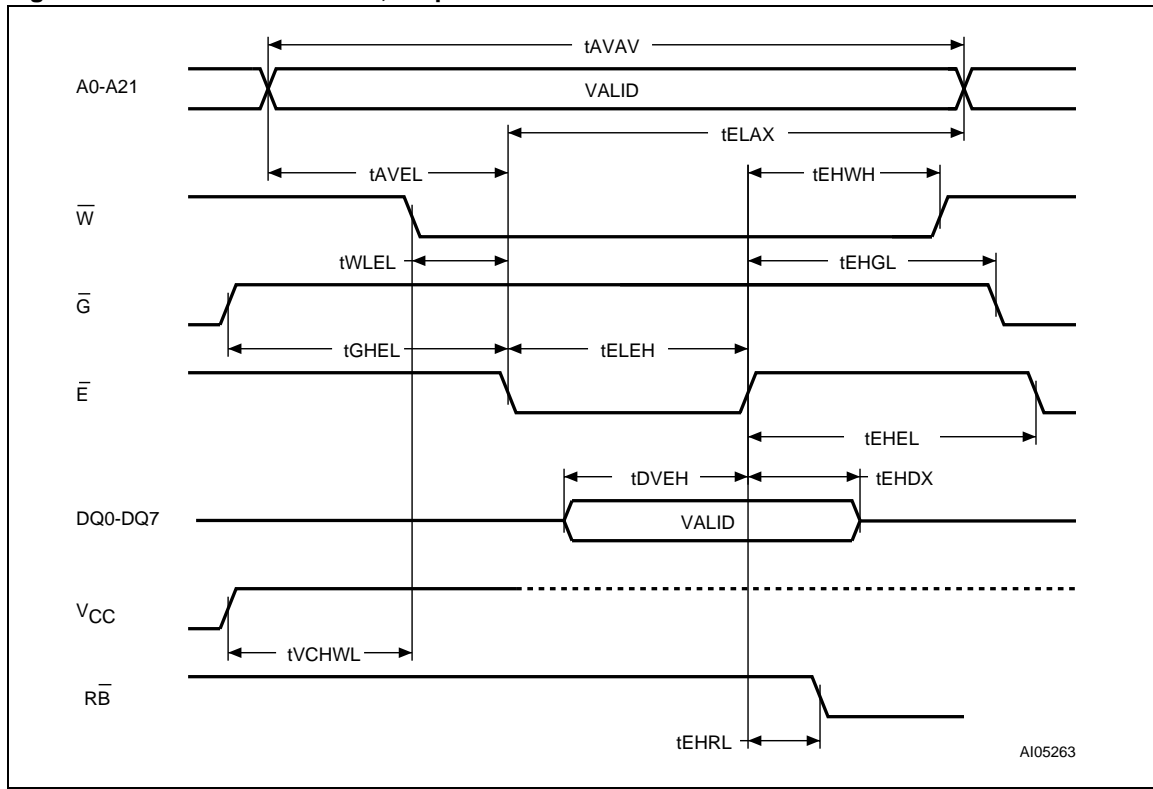 tAVAV
A0-A21
VALID
tELAX
tAVEL
tEHWH
W̅
tWLEL
tEHGL
G̅
tGHEL
tELEH
E̅
tEHEL
tDVEH
tEHDX
DQ0-DQ7
VALID
VCC
tVCHWL
RB̅
tEHRL
AI05263